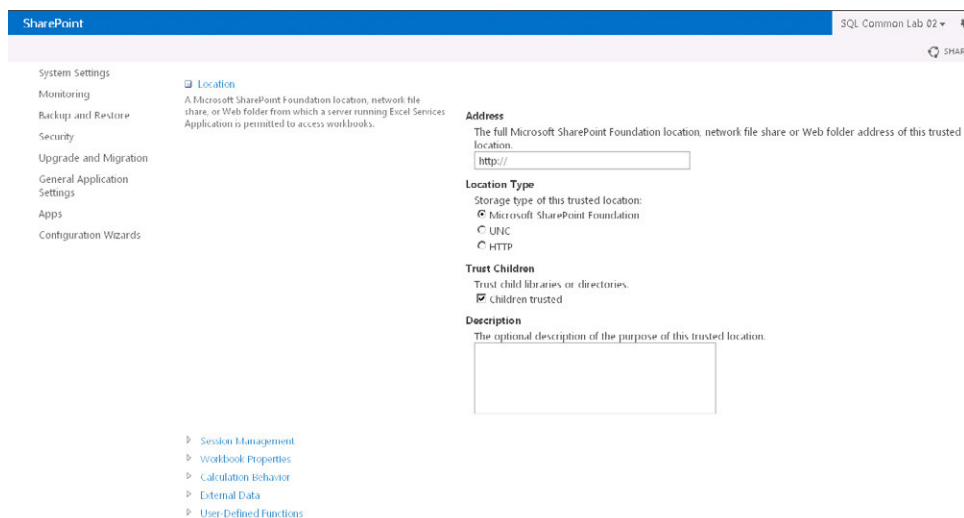 SharePoint
SQL Common Lab 02
SHAR
System Settings
Monitoring
Backup and Restore
Security
Upgrade and Migration
General Application
Settings
Apps
Configuration Wizards
Location
A Microsoft SharePoint Foundation location, network file
share, or Web folder from which a server running Excel Services
Application is permitted to access workbooks.
Address
The full Microsoft SharePoint Foundation location, network file share or Web folder address of this trusted
location.
http://
Location Type
Storage type of this trusted location:
Microsoft SharePoint Foundation
UNC
HTTP
Trust Children
Trust child libraries or directories.
Children trusted
Description
The optional description of the purpose of this trusted location.
Session Management
Workbook Properties
Calculation Behavior
External Data
User-Defined Functions